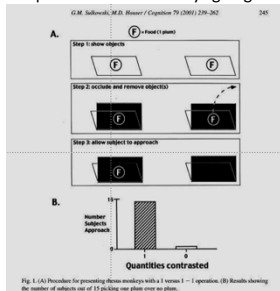 G.M. Sulkowski, M.D. Hauser / Cognition 79 (2001) 239–262 245
A.
F = Food (1 plum)
Step 1: show objects
F F
Step 2: occlude and remove object(s)
F F
Step 3: allow subject to approach
B.
15
Number
Subjects
Approach
0
1 0
Quantities contrasted
Fig. 1. (A) Procedure for presenting rhesus monkeys with a 1 versus 1 − 1 operation. (B) Results showing
the number of subjects out of 15 picking one plum over no plum.